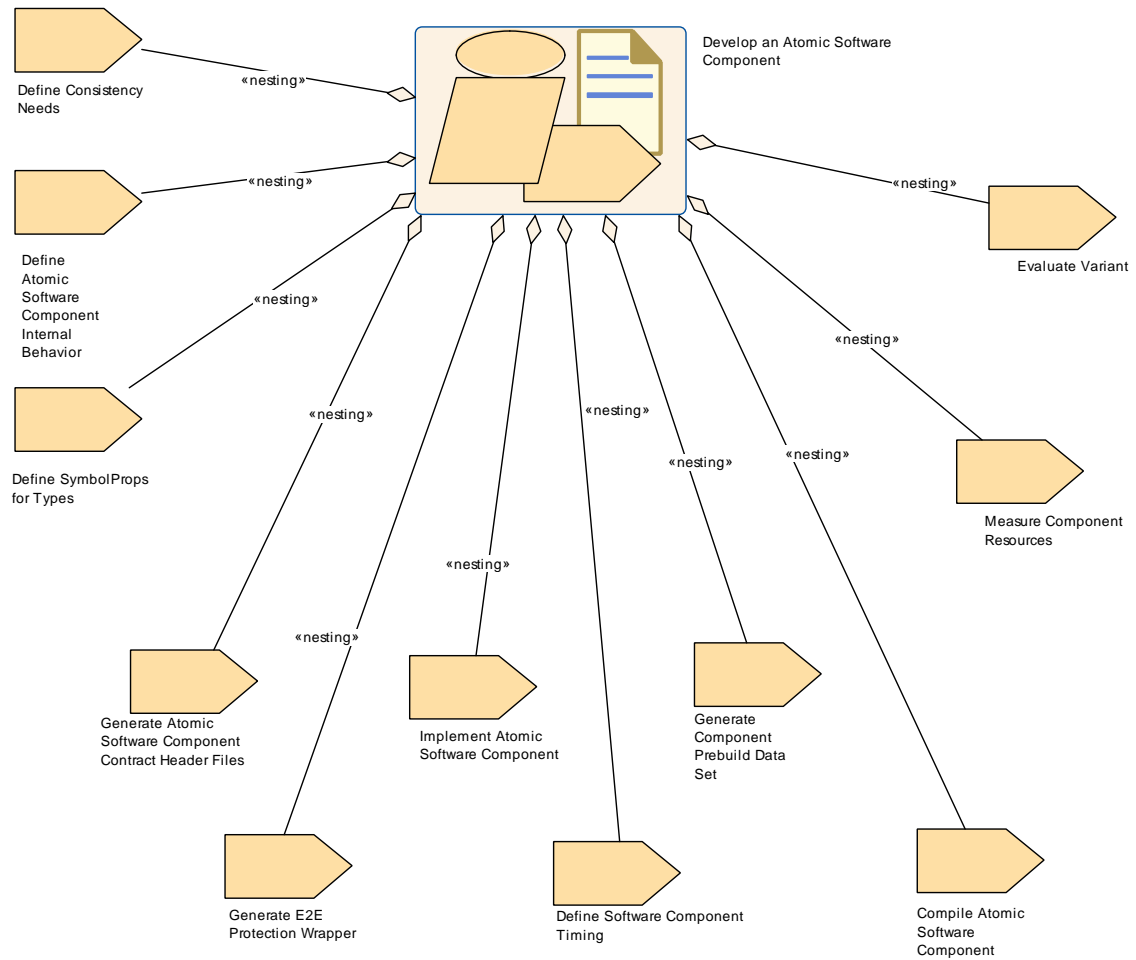 Develop an Atomic Software
Component
«nesting»
Define Consistency
Needs
«nesting»
Define
Atomic
Software
Component
Internal
Behavior
«nesting»
Evaluate Variant
«nesting»
Define SymbolProps
for Types
«nesting»
Measure Component
Resources
«nesting»
Generate Atomic
Software Component
Contract Header Files
«nesting»
Implement Atomic
Software Component
«nesting»
Generate
Component
Prebuild Data
Set
«nesting»
Generate E2E
Protection Wrapper
«nesting»
Define Software Component
Timing
«nesting»
Compile Atomic
Software
Component